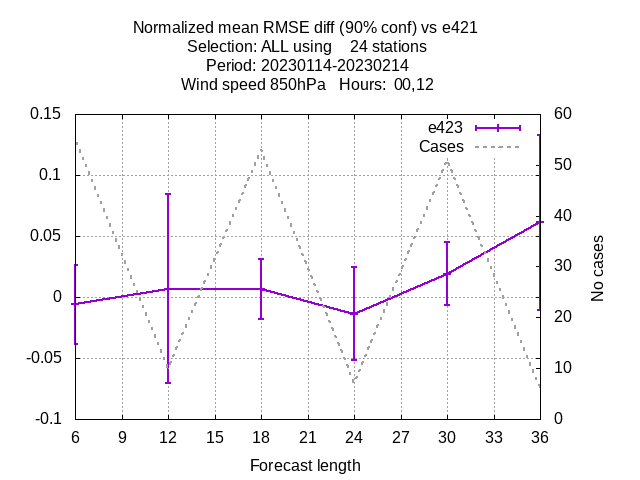 Normalized mean RMSE diff (90% conf) vs e421
Selection: ALL using 24 stations
Period: 20230114-20230214
Wind speed 850hPa Hours: 00,12
0.15
0.1
0.05
0
-0.05
-0.1
60
50
40
30
20
10
0
e423
Cases
No cases
6 9 12 15 18 21 24 27 30 33 36
Forecast length